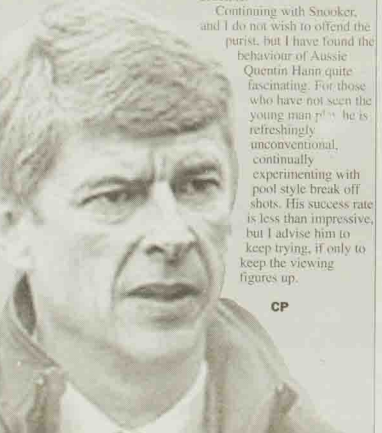 Continuing with Snooker,
and I do not wish to offend the
purist, but I have found the
behaviour of Aussie
Quentin Hann quite
fascinating. For those
who have not seen the
young man he is
refreshingly
unconventional,
continually
experimenting with
pool style break off
shots. His success rate
is less than impressive,
but I advise him to
keep trying, if only to
keep the viewing
figures up.
CP